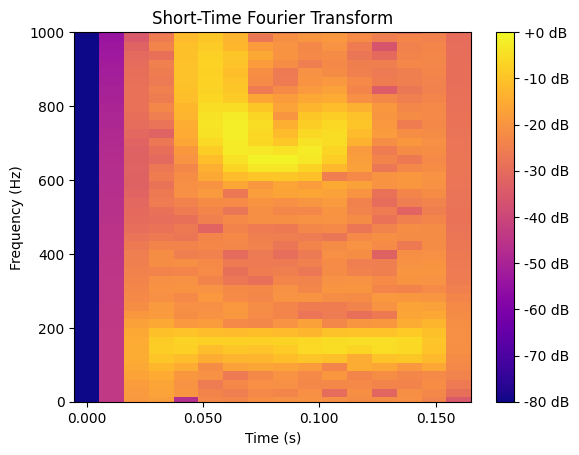 Short-Time Fourier Transform
1000
800
600
400
200
0
Frequency (Hz)
0.000
0.050
0.100
0.150
Time (s)
+0 dB
-10 dB
-20 dB
-30 dB
-40 dB
-50 dB
-60 dB
-70 dB
-80 dB